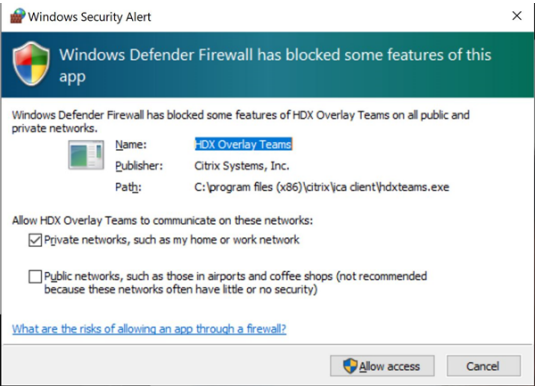 Windows Security Alert
Windows Defender Firewall has blocked some features of this
app
Windows Defender Firewall has blocked some features of HDX Overlay Teams on all public and
private networks.
Name: HDX Overlay Teams
Publisher: Citrix Systems, Inc.
Path: C:\program files (x86)\citrix\ica client\hdxteams.exe
Allow HDX Overlay Teams to communicate on these networks:
Private networks, such as my home or work network
Public networks, such as those in airports and coffee shops (not recommended
because these networks often have little or no security)
What are the risks of allowing an app through a firewall?
Allow access Cancel